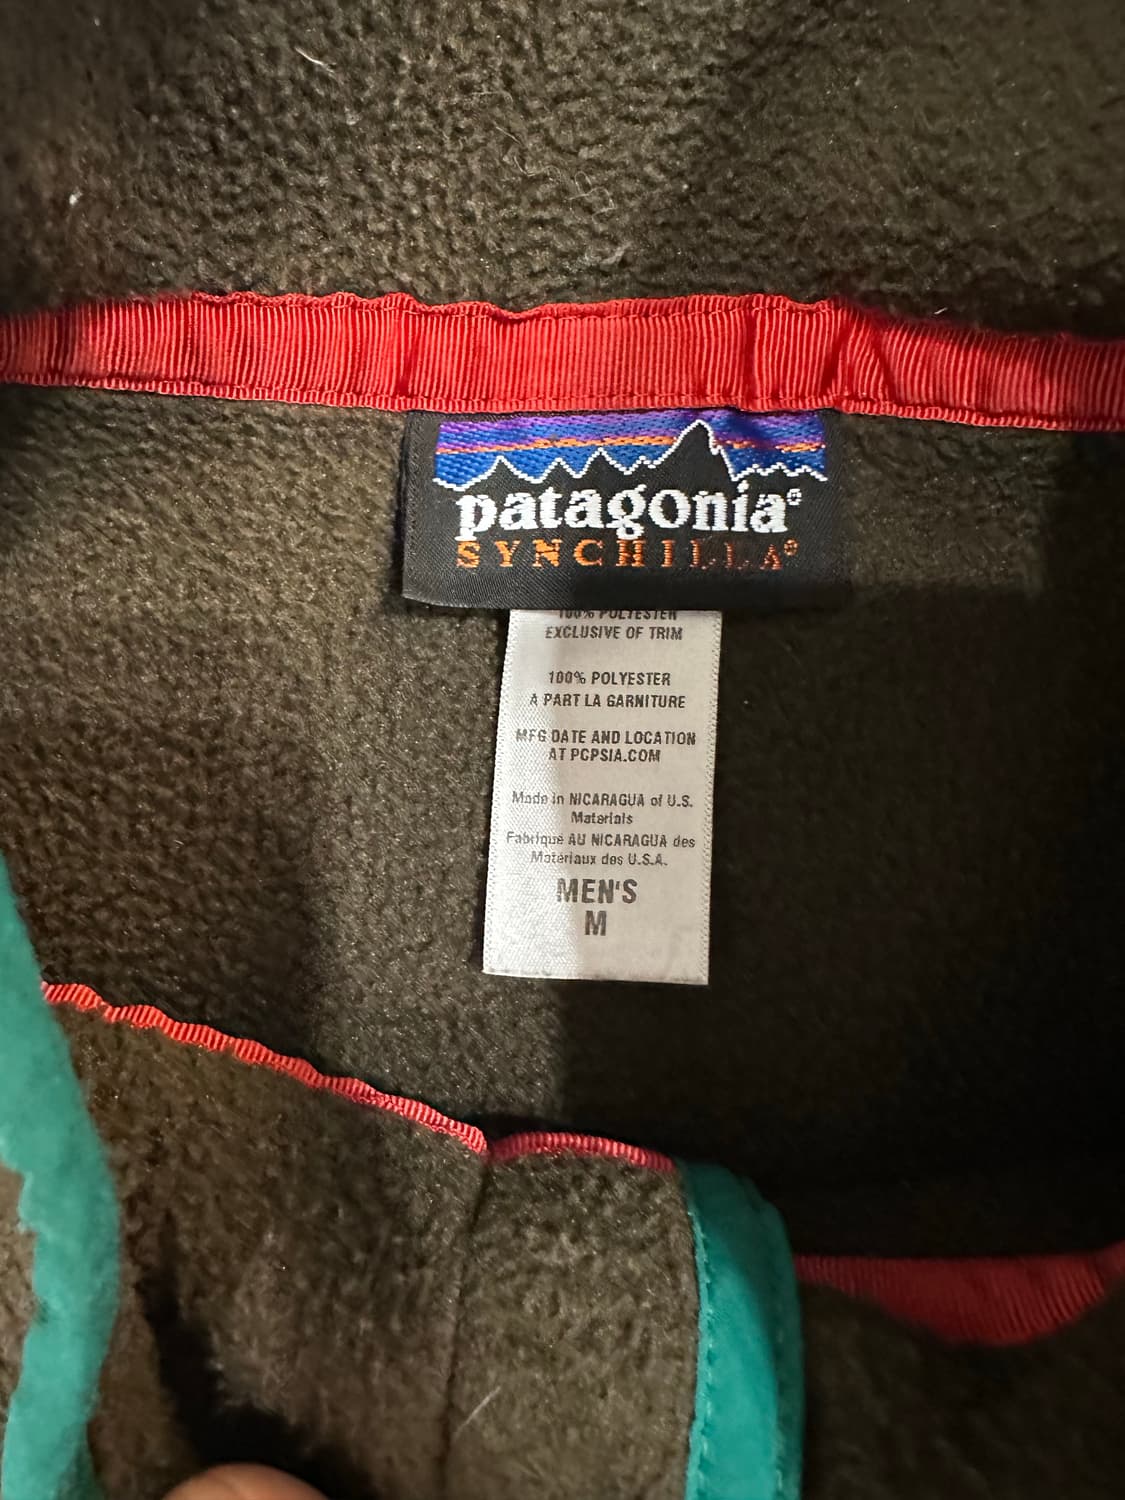 patagonia®
SYNCHILLA®
100% POLYESTER
EXCLUSIVE OF TRIM
100% POLYESTER
A PART LA GARNITURE
MFG DATE AND LOCATION
AT PCPSIA.COM
Made in NICARAGUA of U.S.
Materials
Fabriqué AU NICARAGUA des
Matériaux des U.S.A.
MEN'S
M